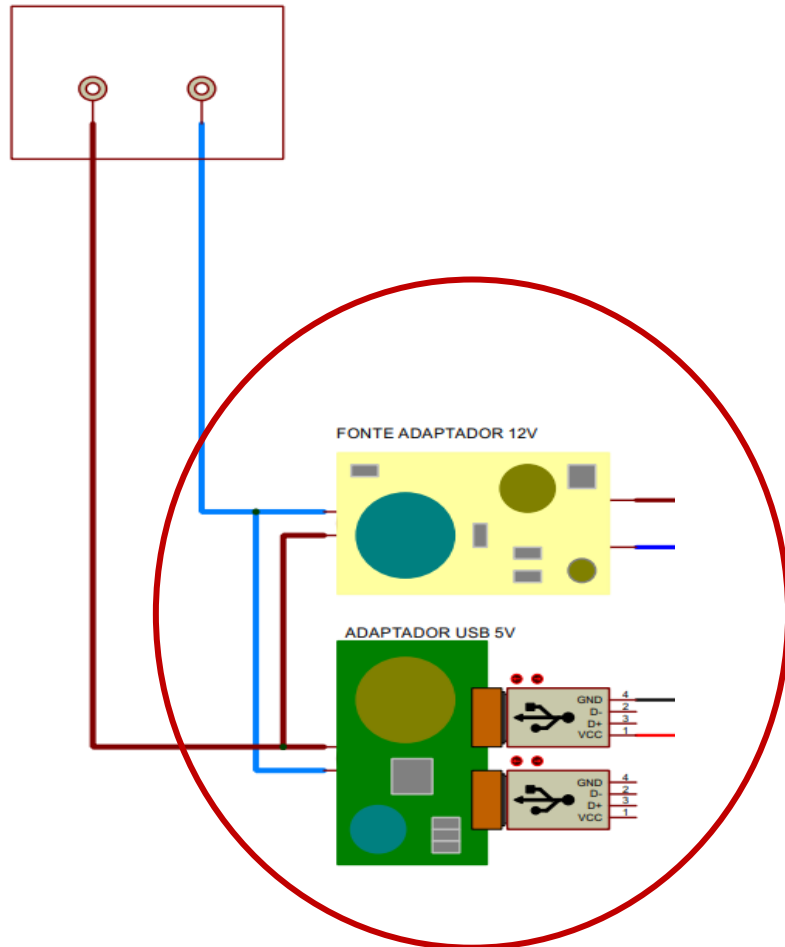 FONTE ADAPTADOR 12V
ADAPTADOR USB 5V
GND 4
D- 2
D+ 3
VCC 1
GND 4
D- 2
D+ 3
VCC 1